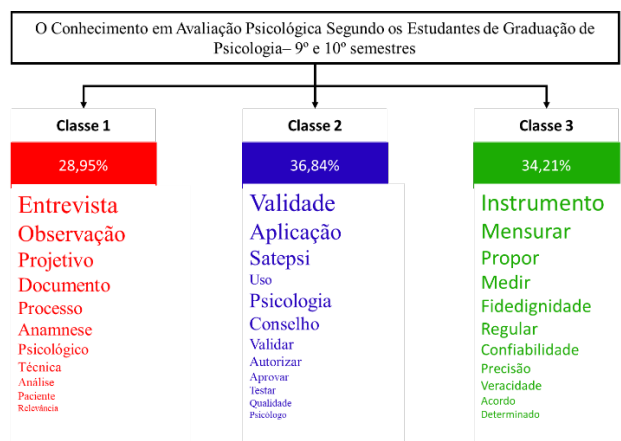 O Conhecimento em Avaliação Psicológica Segundo os Estudantes de Graduação de
Psicologia– 9º e 10º semestres
Classe 1
28,95%
Entrevista
Observação
Projetivo
Documento
Processo
Anamnese
Psicológico
Técnica
Análise
Paciente
Relevância
Classe 2
36,84%
Validade
Aplicação
Satepsi
Uso
Psicologia
Conselho
Validar
Autorizar
Aprovar
Testar
Qualidade
Psicólogo
Classe 3
34,21%
Instrumento
Mensurar
Propor
Medir
Fidedignidade
Regular
Confiabilidade
Precisão
Veracidade
Acordo
Determinado